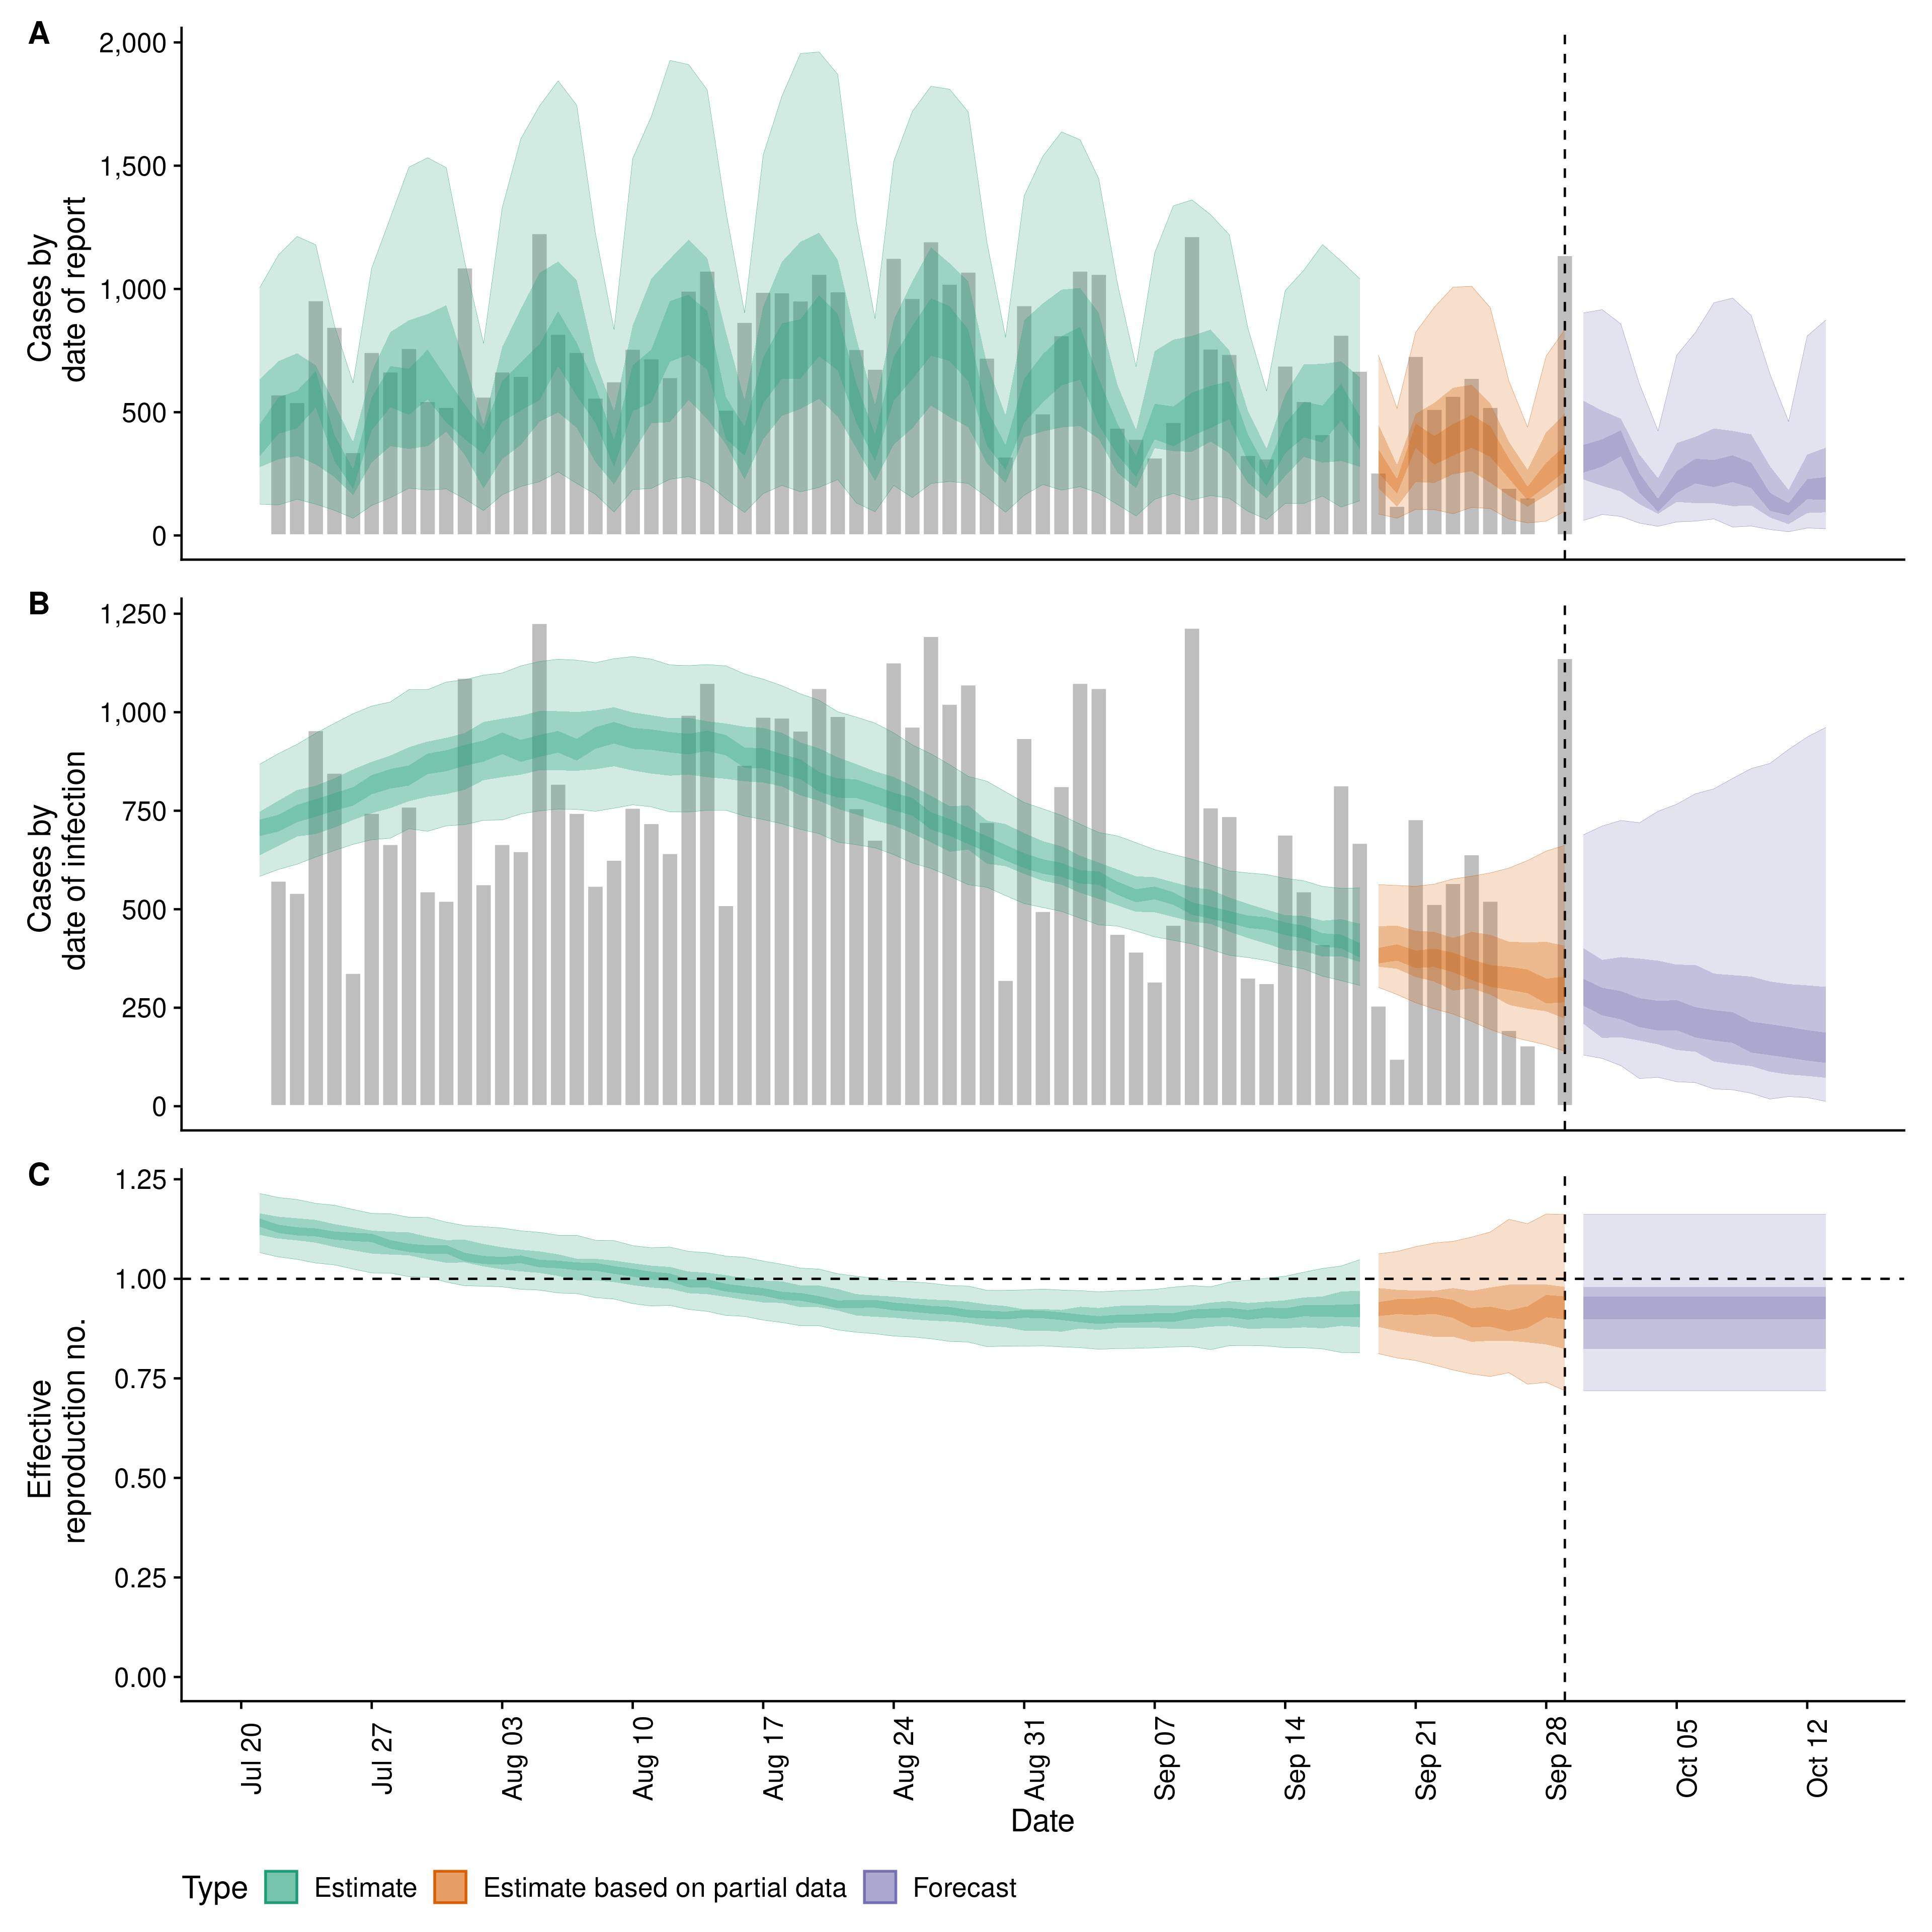 A
2,000
1,500
1,000
500
0
Cases by
date of report
B
1,250
1,000
750
500
250
0
Cases by
date of infection
C
1.25
1.00
0.75
0.50
0.25
0.00
Effective
reproduction no.
Jul 20
Jul 27
Aug 03
Aug 10
Aug 17
Aug 24
Aug 31
Sep 07
Sep 14
Sep 21
Sep 28
Oct 05
Oct 12
Date
Type Estimate Estimate based on partial data Forecast